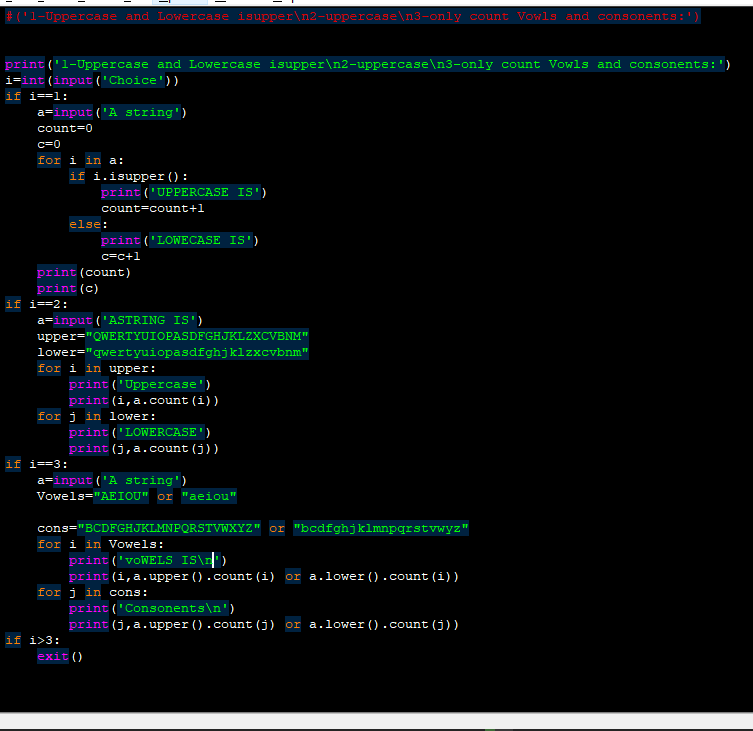 #('1-Uppercase and Lowercase isupper\n2-uppercase\n3-only count Vowls and consonents:')
print('1-Uppercase and Lowercase isupper\n2-uppercase\n3-only count Vowls and consonents:')
i=int(input('Choice'))
if i==1:
    a=input('A string')
    count=0
    c=0
    for i in a:
        if i.isupper():
            print('UPPERCASE IS')
            count=count+1
        else:
            print('LOWECASE IS')
            c=c+1
    print(count)
    print(c)
if i==2:
    a=input('ASTRING IS')
    upper="QWERTYUIOPASDFGHJKLZXCVBNM"
    lower="qwertyuiopasdfghjklzxcvbnm"
    for i in upper:
        print('Uppercase')
        print(i,a.count(i))
    for j in lower:
        print('LOWERCASE')
        print(j,a.count(j))
if i==3:
    a=input('A string')
    Vowels="AEIOU" or "aeiou"
    cons="BCDFGHJKLMNPQRSTVWXYZ" or "bcdfghjklmnpqrstvwyz"
    for i in Vowels:
        print('voWELS IS\n')
        print(i,a.upper().count(i) or a.lower().count(i))
    for j in cons:
        print('Consonents\n')
        print(j,a.upper().count(j) or a.lower().count(j))
if i>3:
    exit()